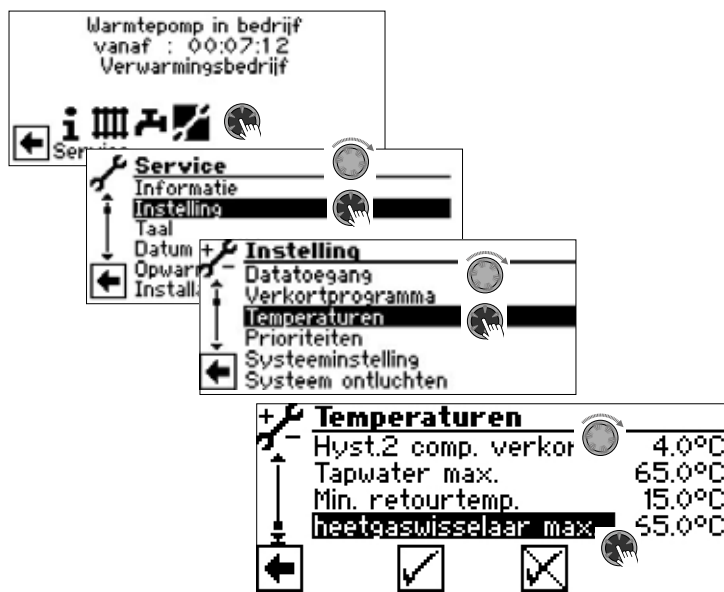 Warmtepomp in bedrijf
vanaf : 00:07:12
Verwarmingsbedrijf
Service
Informatie
Instelling
Taal
Datum
Instelling
Datatoegang
Verkortprogramma
Temperaturen
Prioriteiten
Systeeminstelling
Systeem ontluchten
Temperaturen
Hyst.2 comp. verkor 4.0°C
Tapwater max. 65.0°C
Min. retourtemp. 15.0°C
heetgaswisselaar max. 55.0°C